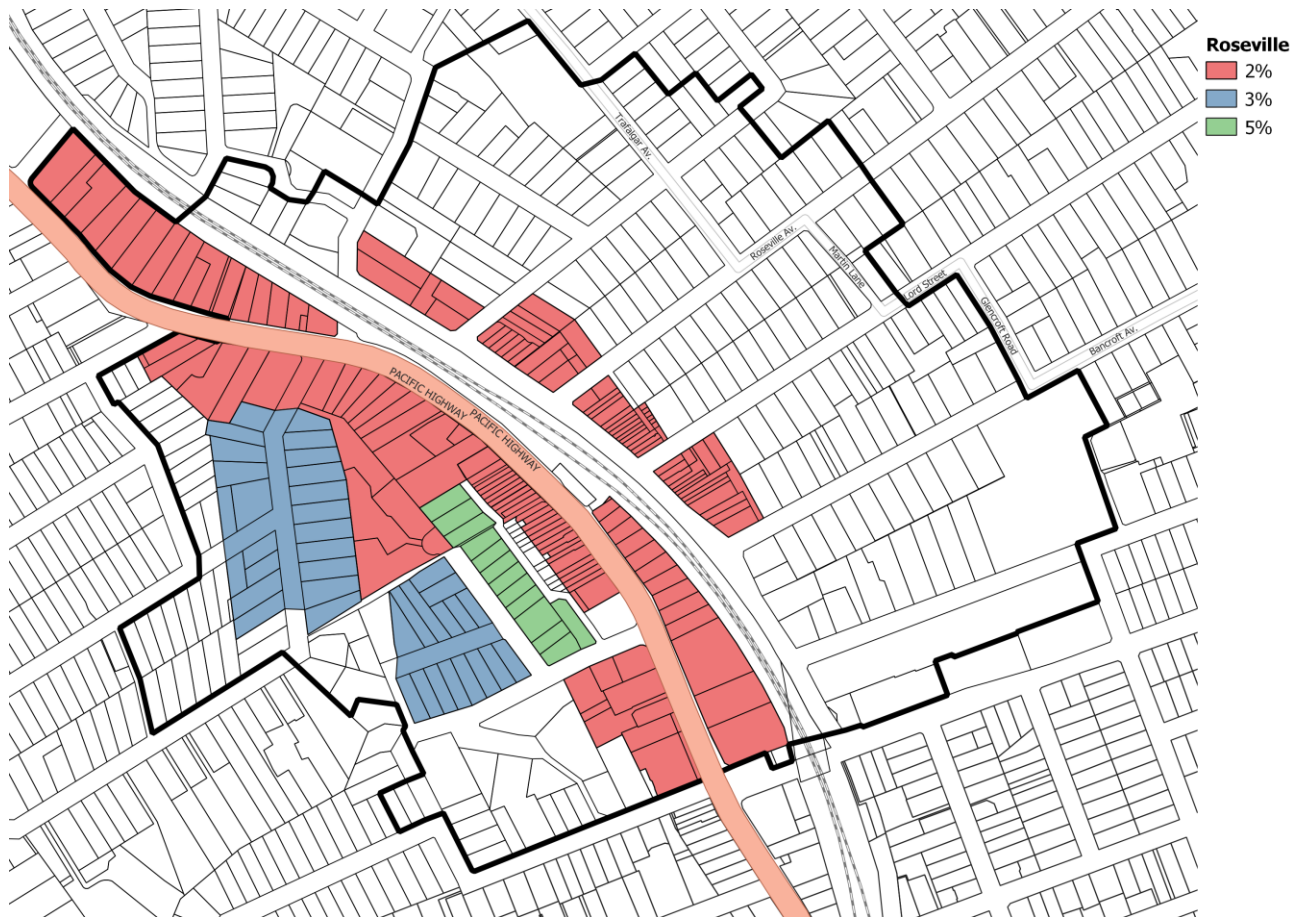 Roseville
2%
3%
5%
Trafalgar Av.
Roseville Av.
Martin Lane
Lord Street
Glencroft Road
Bancroft Av.
PACIFIC HIGHWAY
PACIFIC HIGHWAY